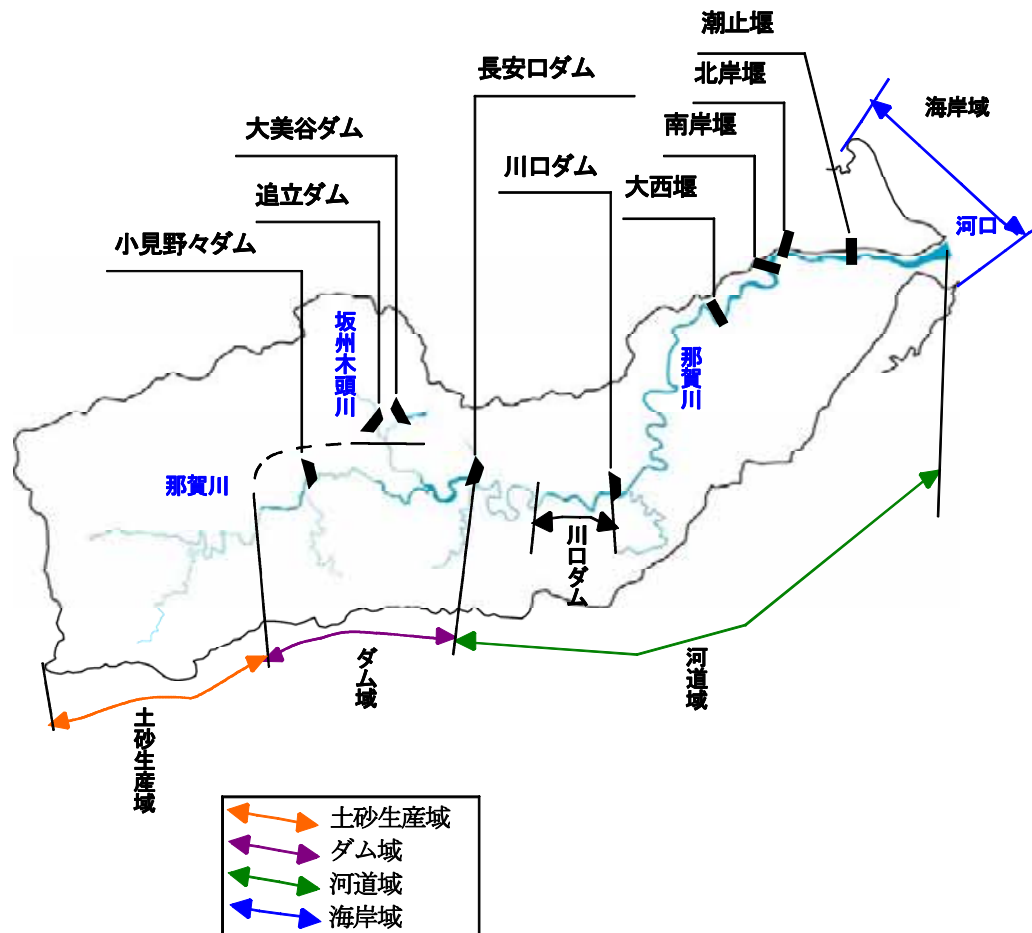 潮止堰
北岸堰
長安口ダム
海岸域
南岸堰
大美谷ダム
川口ダム
大西堰
追立ダム
河口
小見野々ダム
坂州木頭川
那賀川
那賀川
川口ダム
ダム域
河道域
土砂生産域
土砂生産域
ダム域
河道域
海岸域